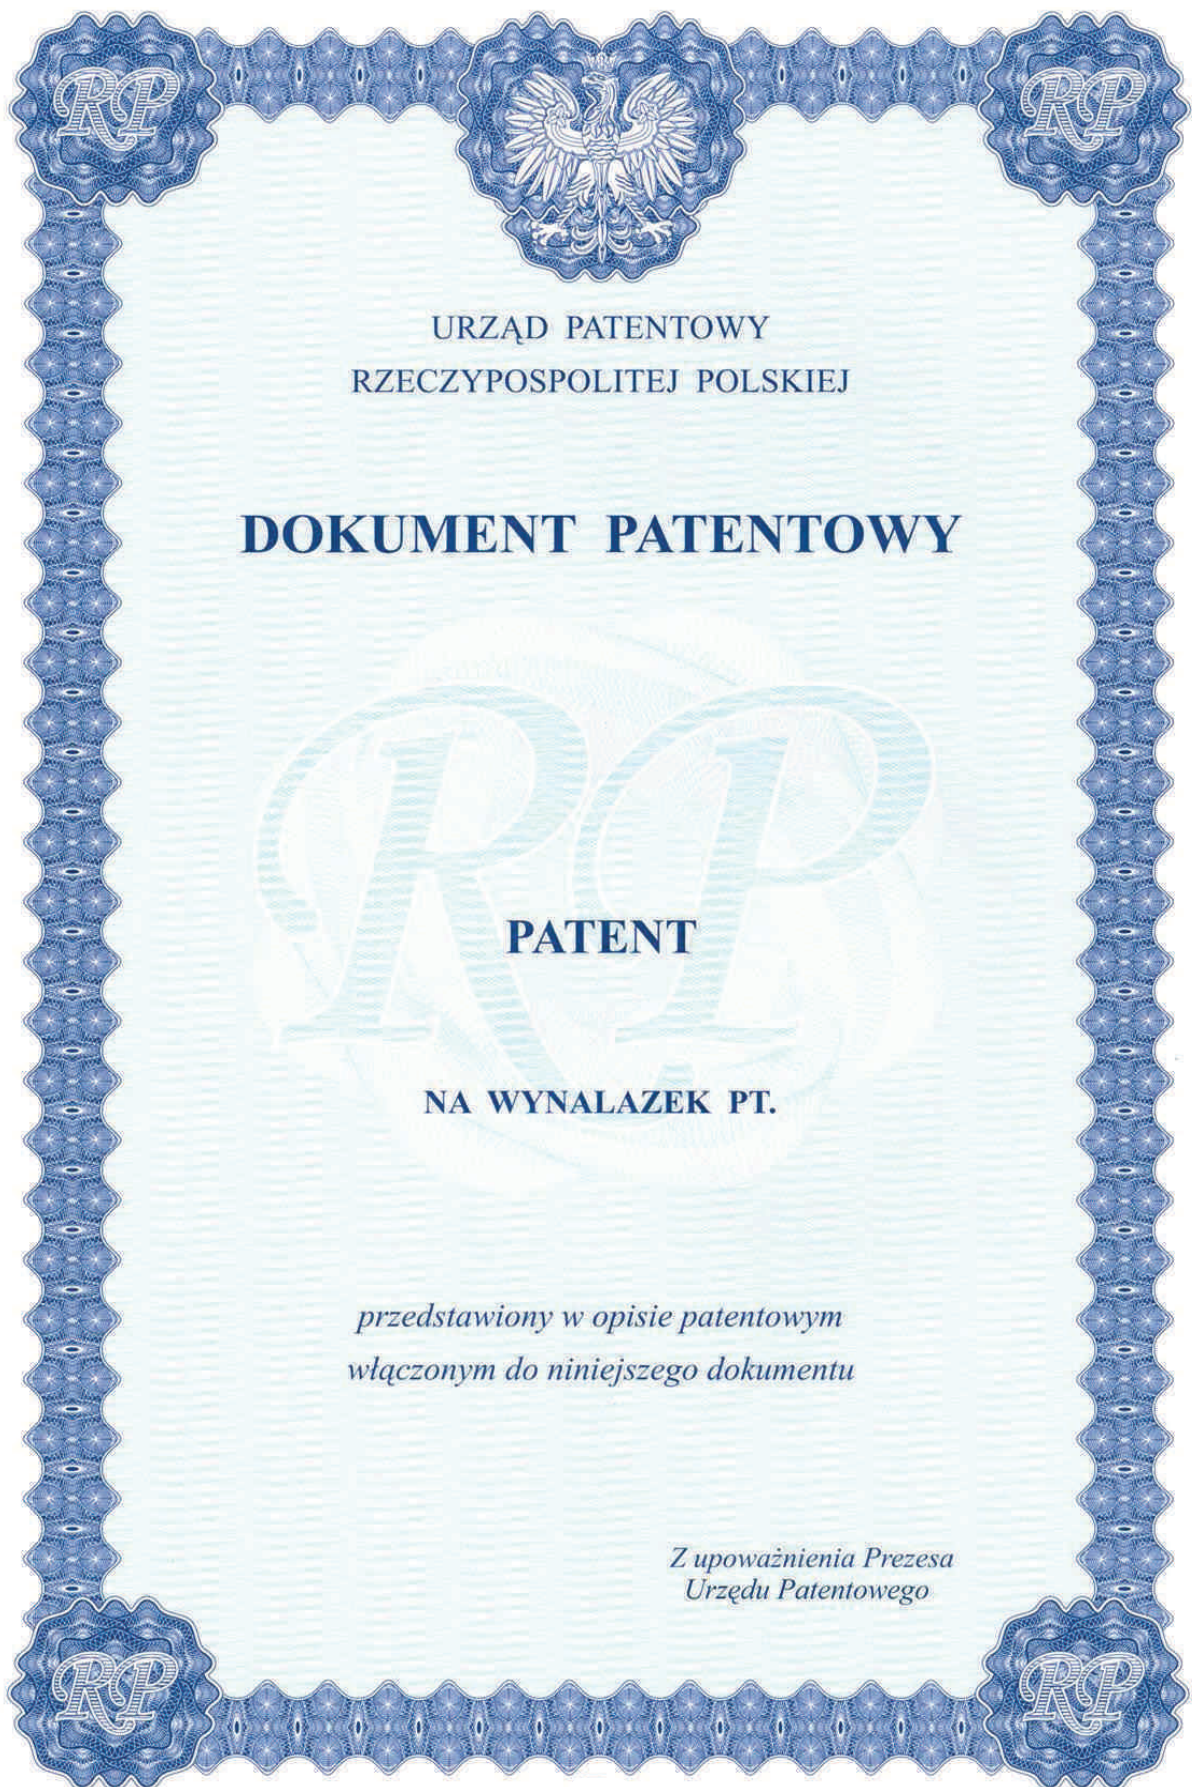 RP
RP
URZĄD PATENTOWY
RZECZYPOSPOLITEJ POLSKIEJ
DOKUMENT PATENTOWY
RP
PATENT
NA WYNALAZEK PT.
przedstawiony w opisie patentowym
włączonym do niniejszego dokumentu
Z upoważnienia Prezesa
Urzędu Patentowego
RP
RP